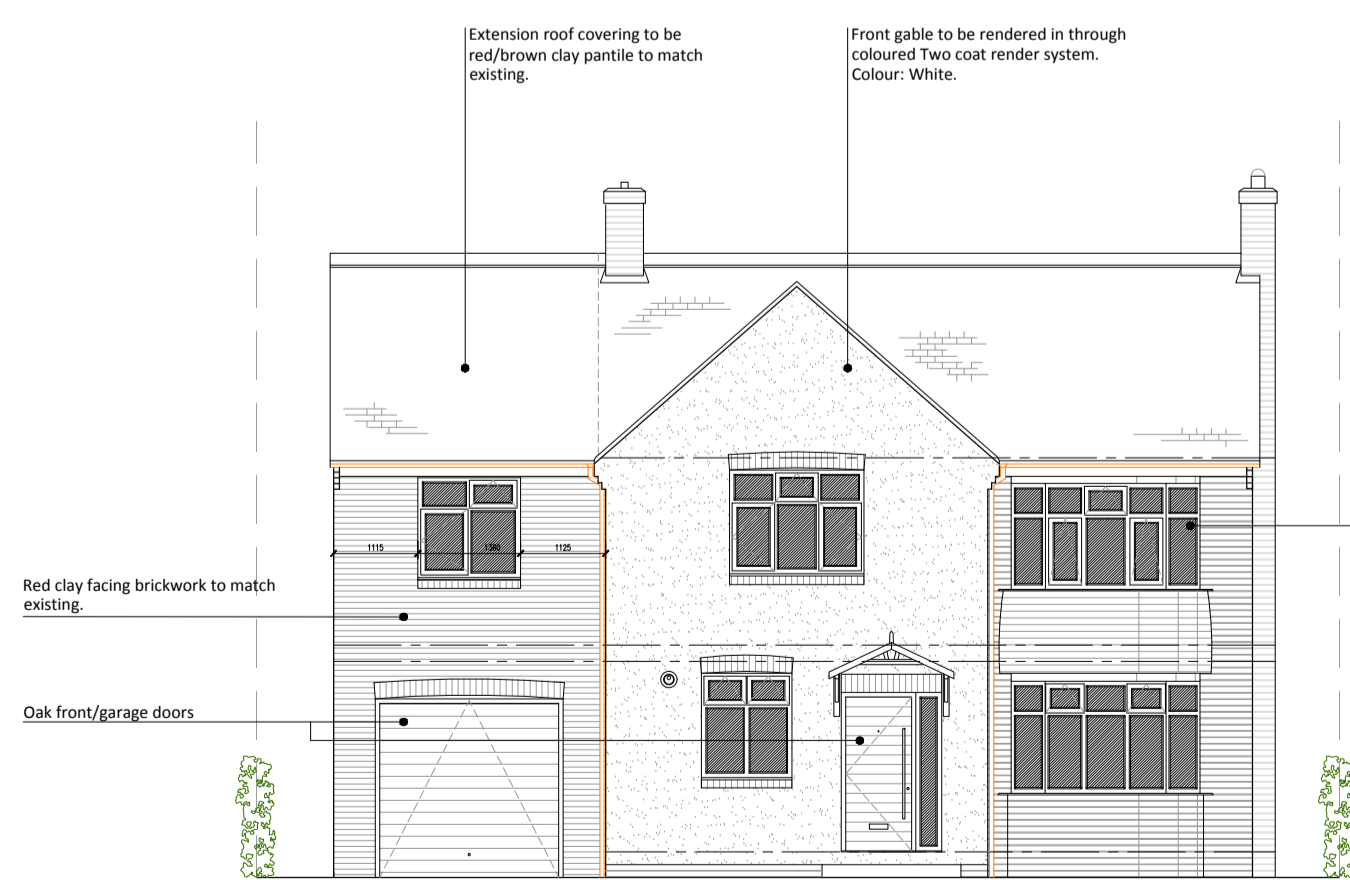 Extension roof covering to be
red/brown clay pantile to match
existing.
Front gable to be rendered in through
coloured Two coat render system.
Colour: White.
1115
1360
1125
Red clay facing brickwork to match
existing.
Oak front/garage doors